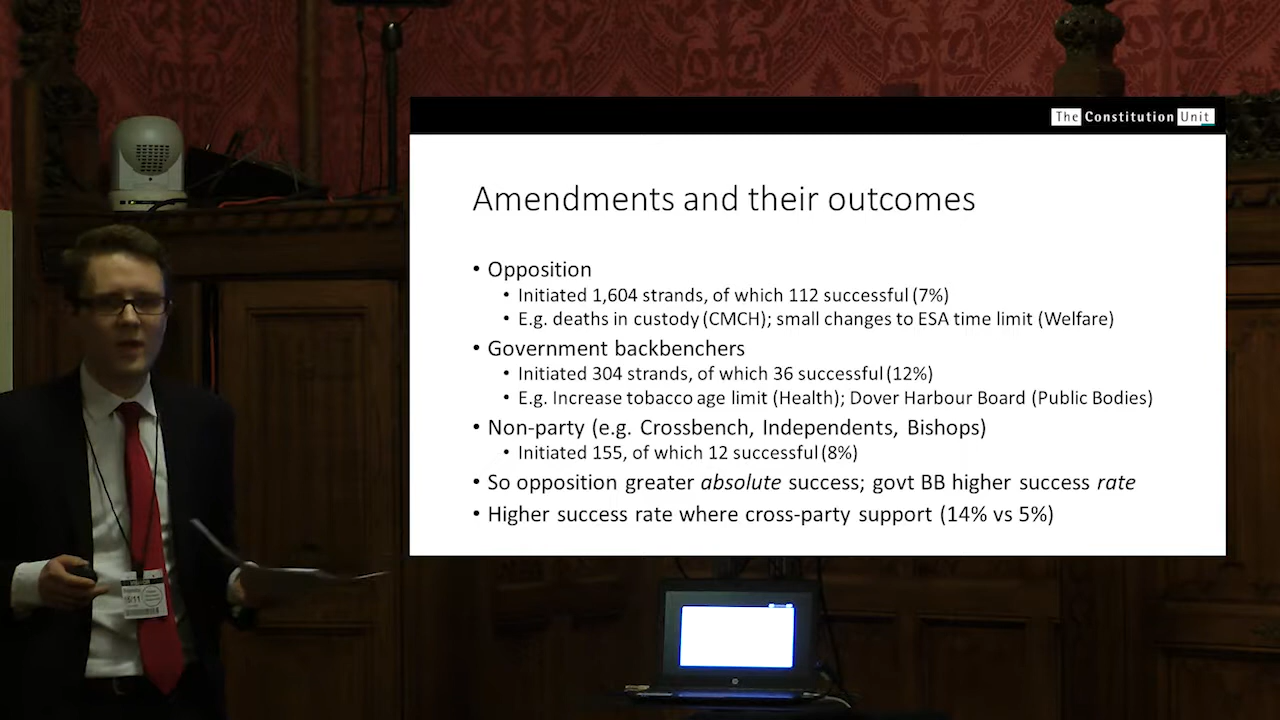 The Constitution Unit
Amendments and their outcomes
• Opposition
• Initiated 1,604 strands, of which 112 successful (7%)
• E.g. deaths in custody (CMCH); small changes to ESA time limit (Welfare)
• Government backbenchers
• Initiated 304 strands, of which 36 successful (12%)
• E.g. Increase tobacco age limit (Health); Dover Harbour Board (Public Bodies)
• Non-party (e.g. Crossbench, Independents, Bishops)
• Initiated 155, of which 12 successful (8%)
• So opposition greater absolute success; govt BB higher success rate
• Higher success rate where cross-party support (14% vs 5%)